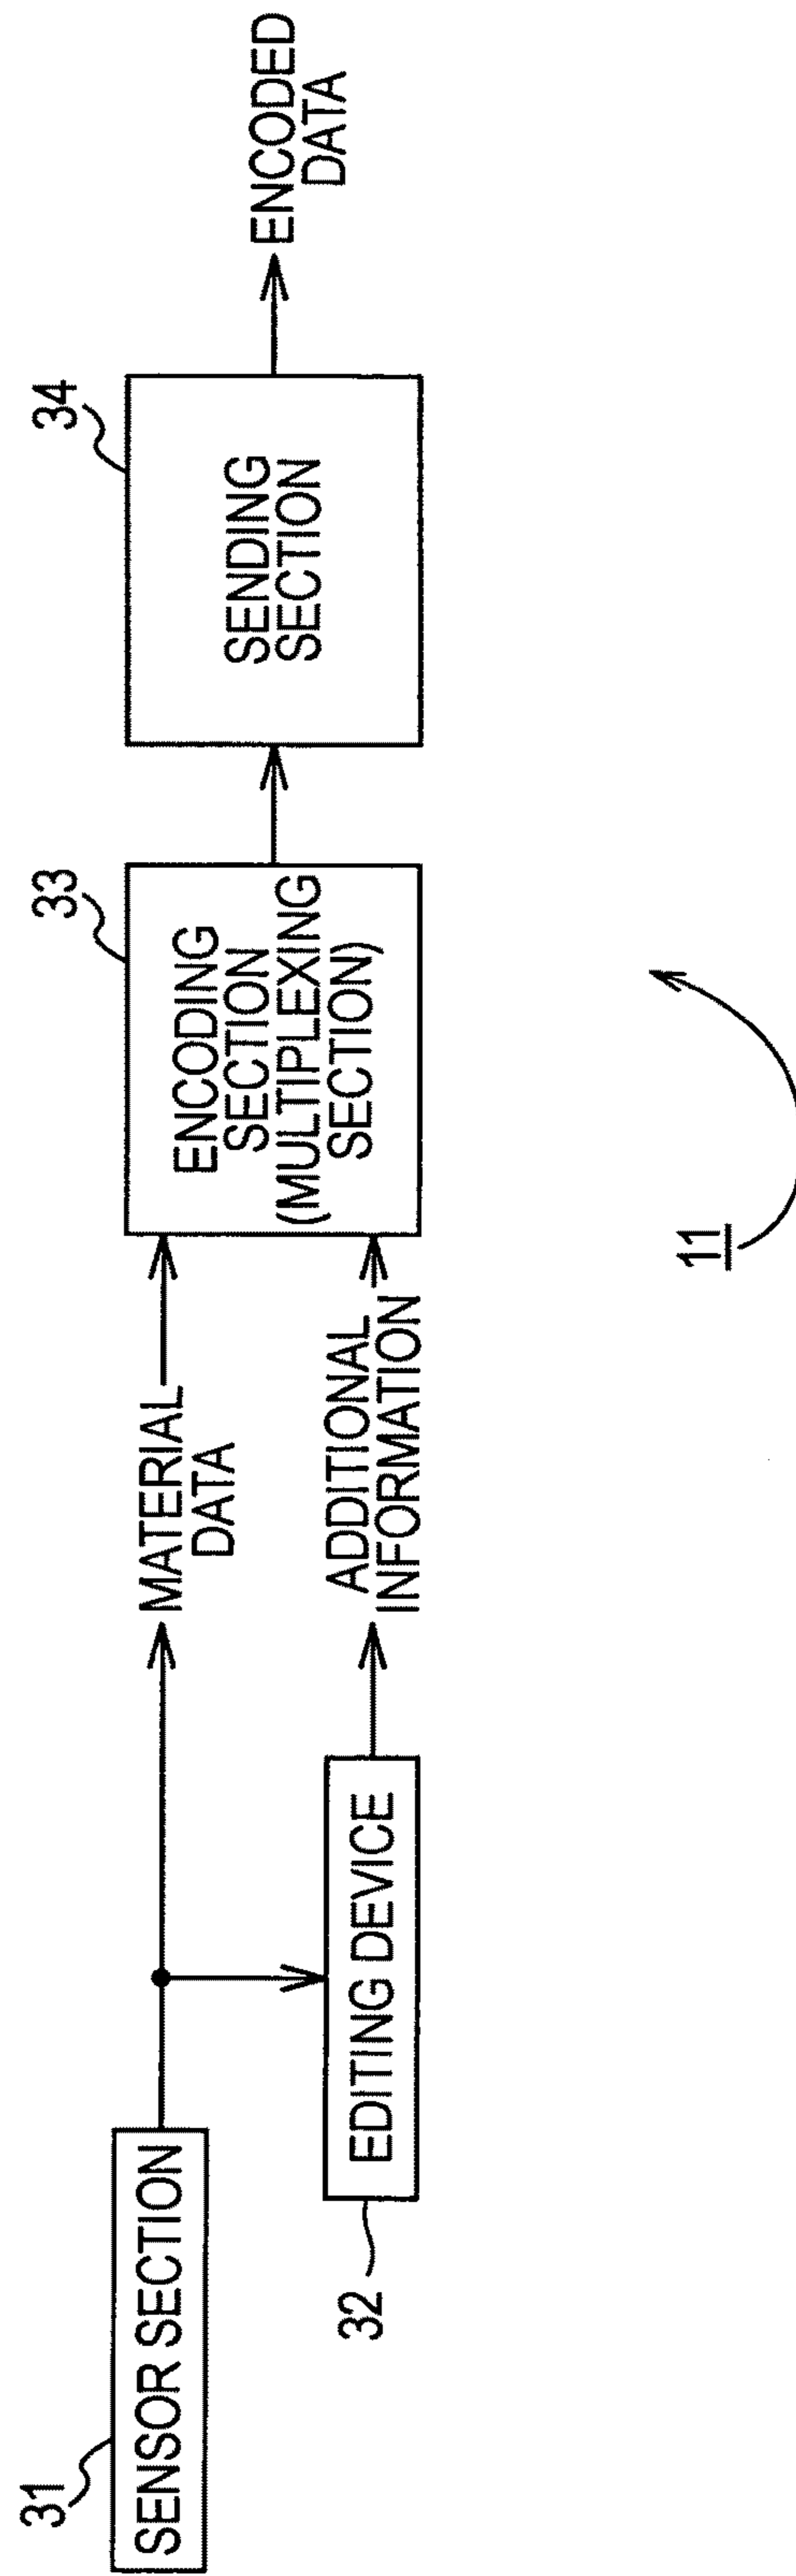 31
SENSOR SECTION
32
EDITING DEVICE
MATERIAL
DATA
ADDITIONAL
INFORMATION
33
ENCODING
SECTION
(MULTIPLEXING
SECTION)
34
SENDING
SECTION
ENCODED
DATA
11